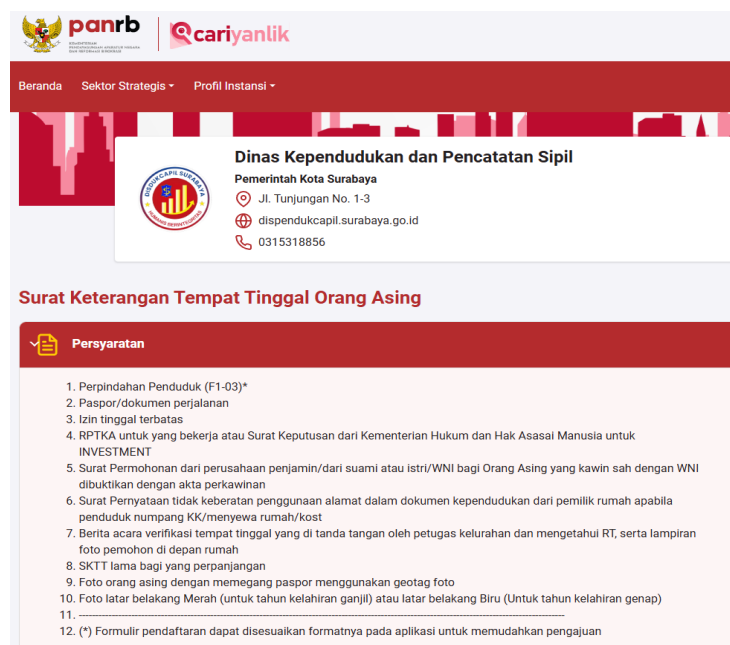 panrb
KEMENTERIAN
PENDAYAGUNAAN APARATUR NEGARA
DAN REFORMASI BIROKRASI
cariyanlik
Beranda Sektor Strategis Profil Instansi
DISDUKCAPIL SURABAYA
Dinas Kependudukan dan Pencatatan Sipil
Pemerintah Kota Surabaya
Jl. Tunjungan No. 1-3
dispendukcapil.surabaya.go.id
0315318856
Surat Keterangan Tempat Tinggal Orang Asing
Persyaratan
1. Perpindahan Penduduk (F1-03)*
2. Paspor/dokumen perjalanan
3. Izin tinggal terbatas
4. RPTKA untuk yang bekerja atau Surat Keputusan dari Kementerian Hukum dan Hak Asasai Manusia untuk
INVESTMENT
5. Surat Permohonan dari perusahaan penjamin/dari suami atau istri/WNI bagi Orang Asing yang kawin sah dengan WNI
dibuktikan dengan akta perkawinan
6. Surat Pernyataan tidak keberatan penggunaan alamat dalam dokumen kependudukan dari pemilik rumah apabila
penduduk numpang KK/menyewa rumah/kost
7. Berita acara verifikasi tempat tinggal yang di tanda tangan oleh petugas kelurahan dan mengetahui RT, serta lampiran
foto pemohon di depan rumah
8. SKTT lama bagi yang perpanjangan
9. Foto orang asing dengan memegang paspor menggunakan geotag foto
10. Foto latar belakang Merah (untuk tahun kelahiran ganjil) atau latar belakang Biru (Untuk tahun kelahiran genap)
11. ----------------------------------------------------------------------------------------------------
12. (*) Formulir pendaftaran dapat disesuaikan formatnya pada aplikasi untuk memudahkan pengajuan